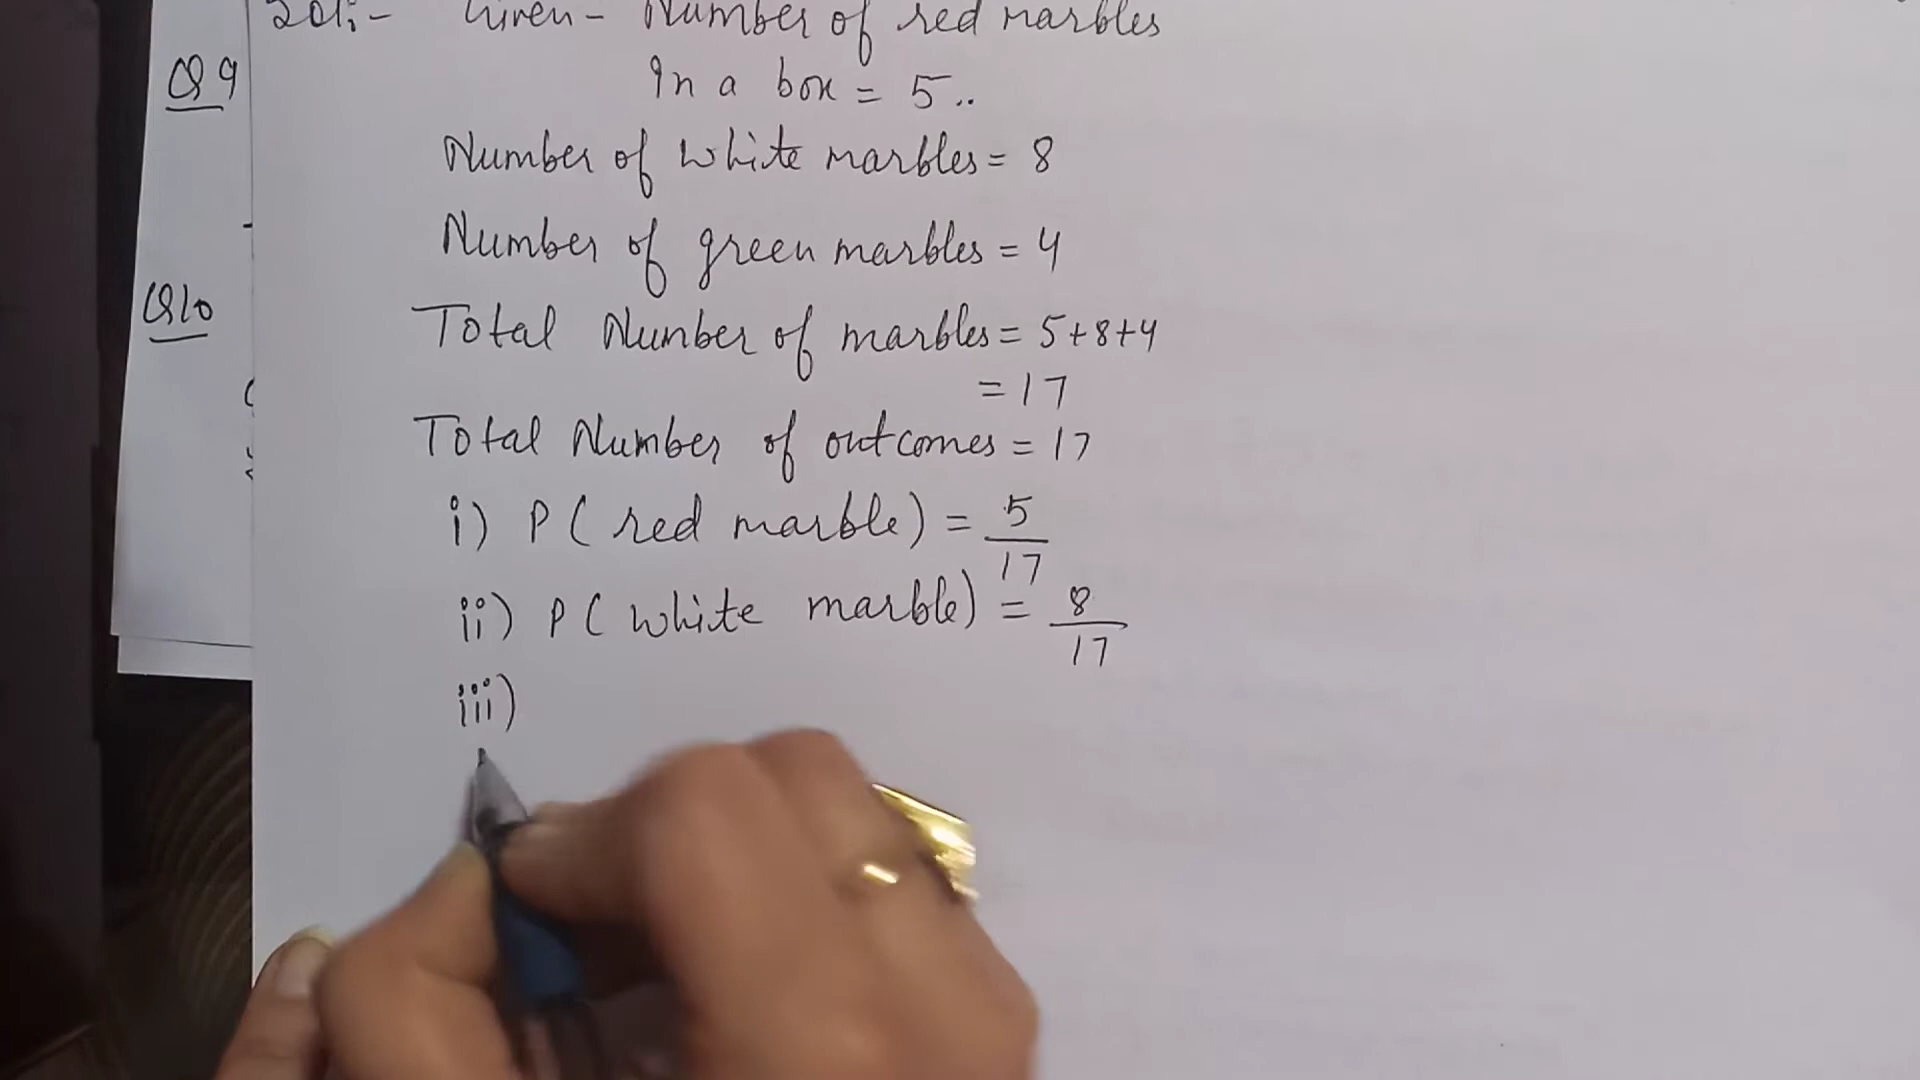 Sol:- Given - Number of red marbles
In a box = 5..
Q9
Number of white marbles = 8
Number of green marbles = 4
Q10
Total Number of marbles = 5+8+4
= 17
Total Number of outcomes = 17
i) P( red marble) = 5/17
ii) P( white marble) = 8/17
iii)